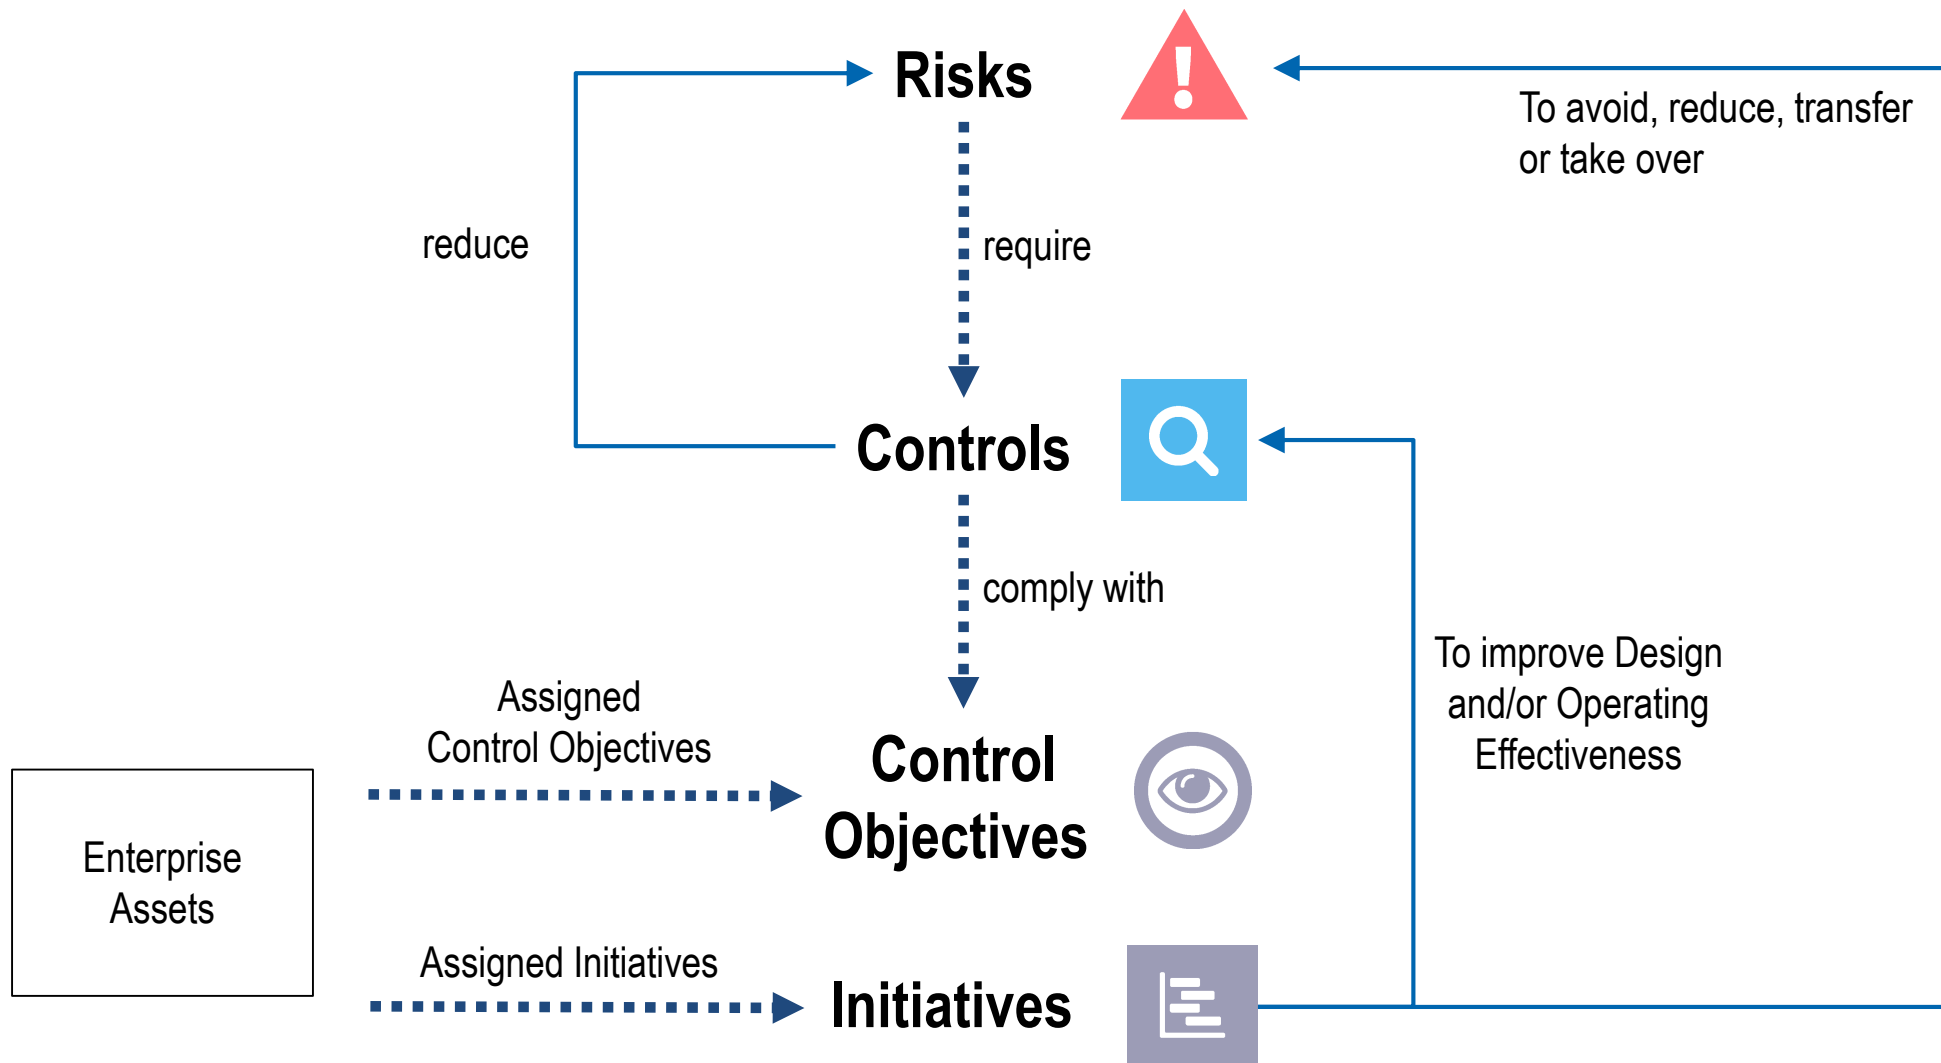 Risks
To avoid, reduce, transfer
or take over
reduce
require
Controls
comply with
To improve Design
and/or Operating
Effectiveness
Assigned
Control Objectives
Control
Objectives
Enterprise
Assets
Assigned Initiatives
Initiatives